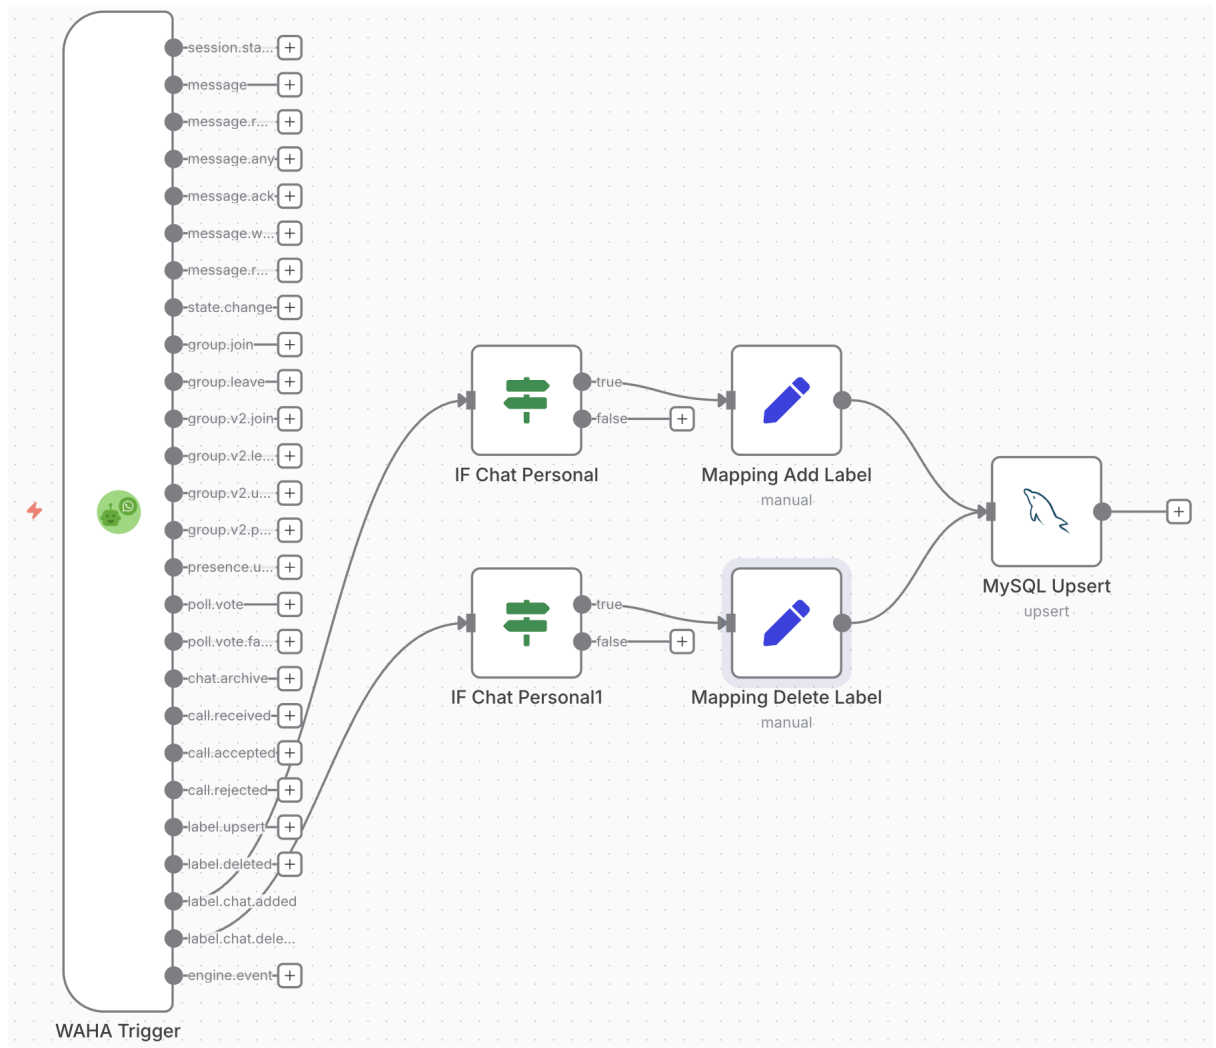 session.sta...
message
message.r...
message.any
message.ack
message.w...
message.r...
state.change
group.join
group.leave
group.v2.join
group.v2.le...
group.v2.u...
group.v2.p...
presence.u...
poll.vote
poll.vote.fa...
chat.archive
call.received
call.accepted
call.rejected
label.upsert
label.deleted
label.chat.added
label.chat.dele...
engine.event
WAHA Trigger
true
false
IF Chat Personal
Mapping Add Label
manual
true
false
IF Chat Personal1
Mapping Delete Label
manual
MySQL Upsert
upsert